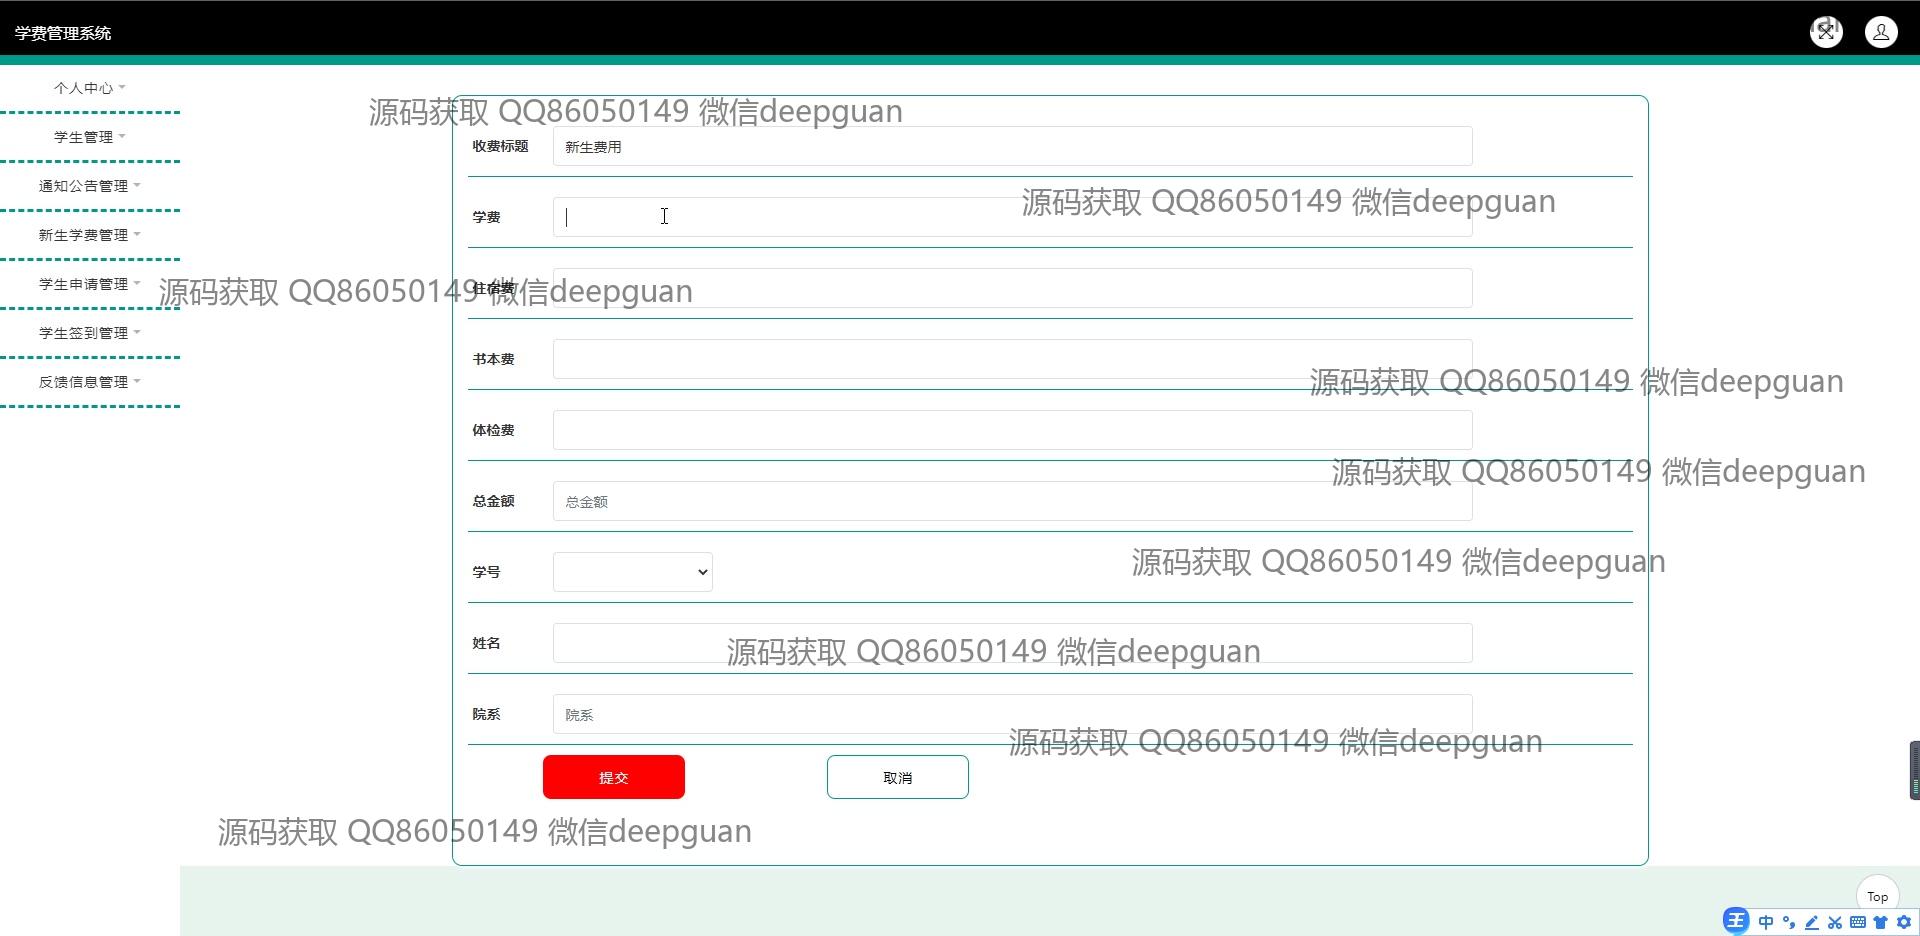 学费管理系统
个人中心
学生管理
通知公告管理
新生学费管理
学生申请管理
学生签到管理
反馈信息管理
源码获取 QQ86050149 微信deepguan
收费标题 新生费用
源码获取 QQ86050149 微信deepguan
学费
源码获取 QQ86050149 微信deepguan
住宿费
书本费
源码获取 QQ86050149 微信deepguan
体检费
源码获取 QQ86050149 微信deepguan
总金额 总金额
源码获取 QQ86050149 微信deepguan
学号
姓名
源码获取 QQ86050149 微信deepguan
院系 院系
源码获取 QQ86050149 微信deepguan
提交 取消
源码获取 QQ86050149 微信deepguan
Top
王 中